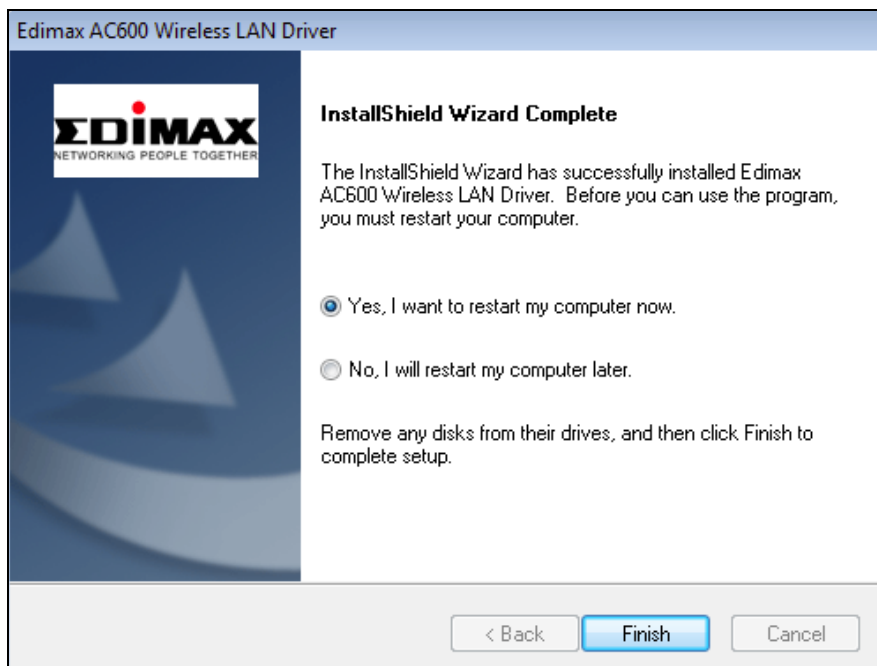 Edimax AC600 Wireless LAN Driver
EDIMAX
NETWORKING PEOPLE TOGETHER
InstallShield Wizard Complete
The InstallShield Wizard has successfully installed Edimax
AC600 Wireless LAN Driver. Before you can use the program,
you must restart your computer.
Yes, I want to restart my computer now.
No, I will restart my computer later.
Remove any disks from their drives, and then click Finish to
complete setup.
< Back
Finish
Cancel